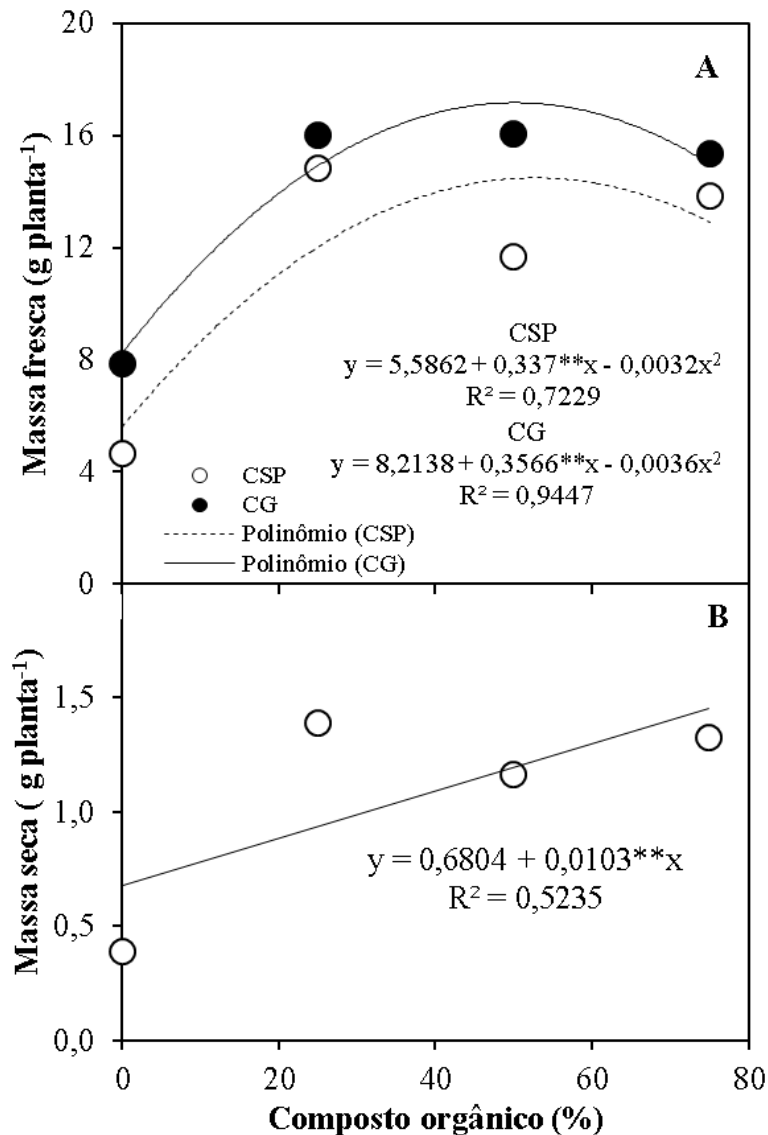 20
A
16
12
8
4
0
Massa fresca (g planta⁻¹)
CSP
y = 5,5862 + 0,337**x - 0,0032x²
R² = 0,7229
CG
y = 8,2138 + 0,3566**x - 0,0036x²
R² = 0,9447
CSP
CG
Polinômio (CSP)
Polinômio (CG)
B
1,5
1,0
0,5
0,0
Massa seca ( g planta⁻¹)
y = 0,6804 + 0,0103**x
R² = 0,5235
0 20 40 60 80
Composto orgânico (%)